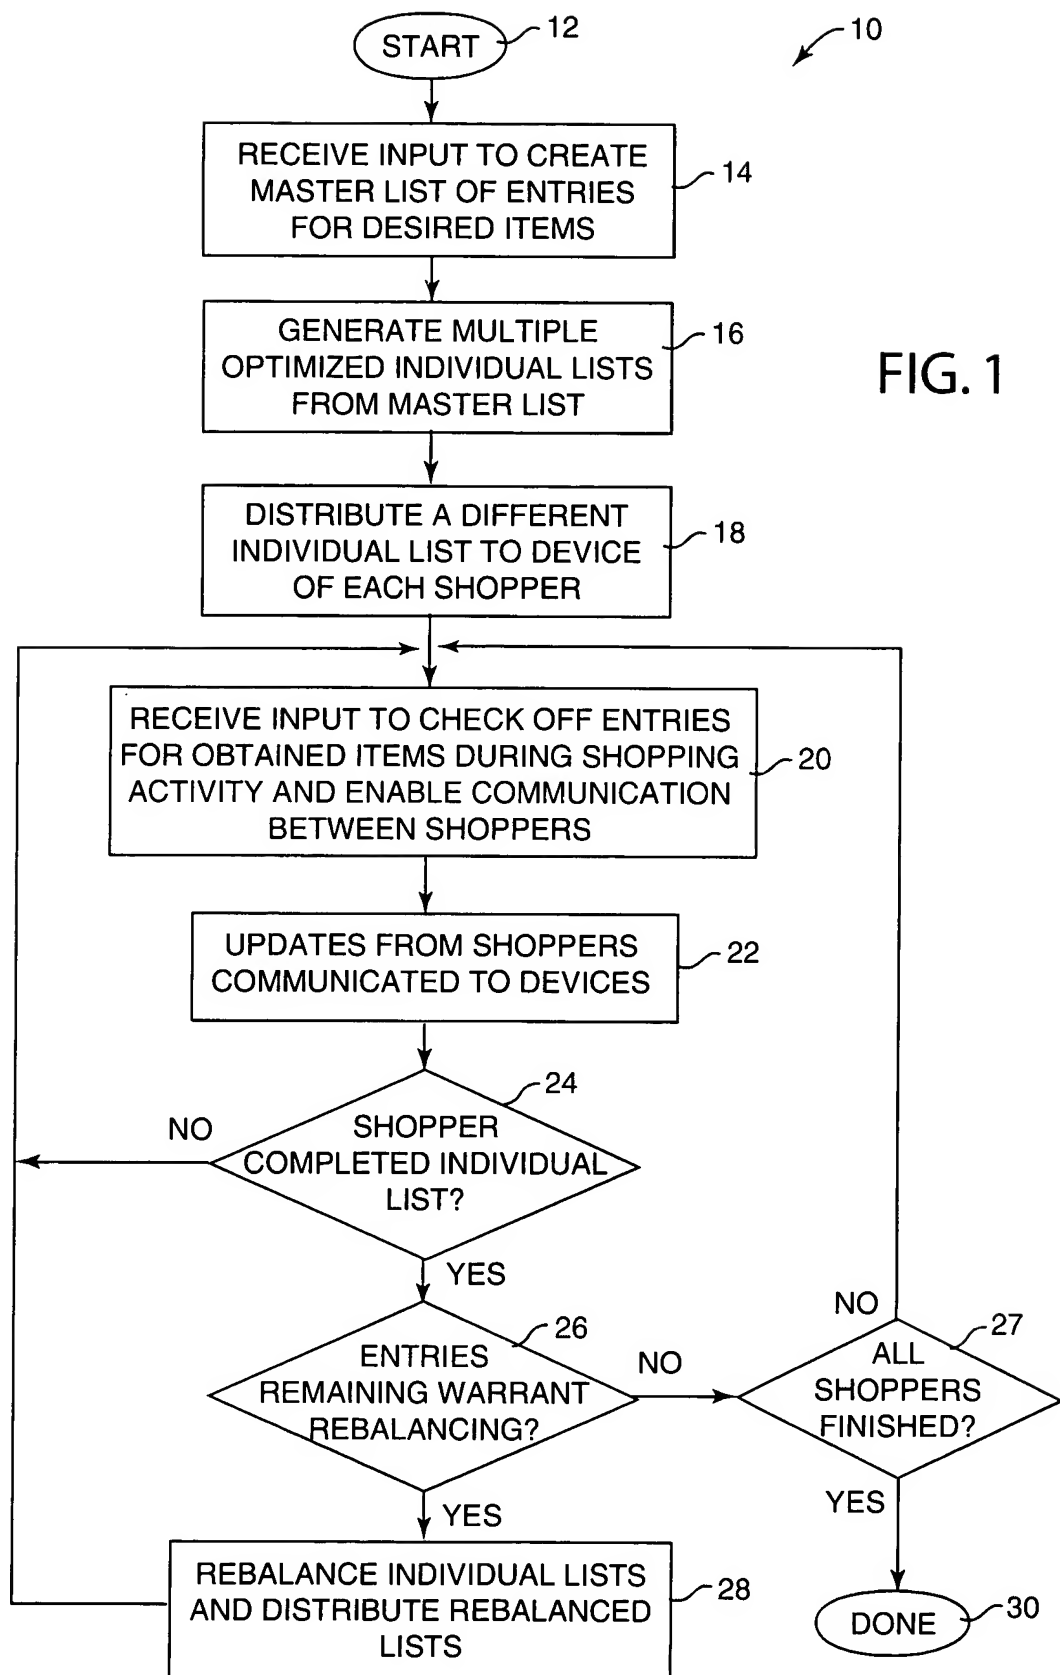 START
12
10
RECEIVE INPUT TO CREATE
MASTER LIST OF ENTRIES
FOR DESIRED ITEMS
14
GENERATE MULTIPLE
OPTIMIZED INDIVIDUAL LISTS
FROM MASTER LIST
16
FIG. 1
DISTRIBUTE A DIFFERENT
INDIVIDUAL LIST TO DEVICE
OF EACH SHOPPER
18
RECEIVE INPUT TO CHECK OFF ENTRIES
FOR OBTAINED ITEMS DURING SHOPPING
ACTIVITY AND ENABLE COMMUNICATION
BETWEEN SHOPPERS
20
UPDATES FROM SHOPPERS
COMMUNICATED TO DEVICES
22
24
NO
SHOPPER
COMPLETED INDIVIDUAL
LIST?
YES
26
ENTRIES
REMAINING WARRANT
REBALANCING?
NO
NO
27
ALL
SHOPPERS
FINISHED?
YES
YES
REBALANCE INDIVIDUAL LISTS
AND DISTRIBUTE REBALANCED
LISTS
28
DONE
30